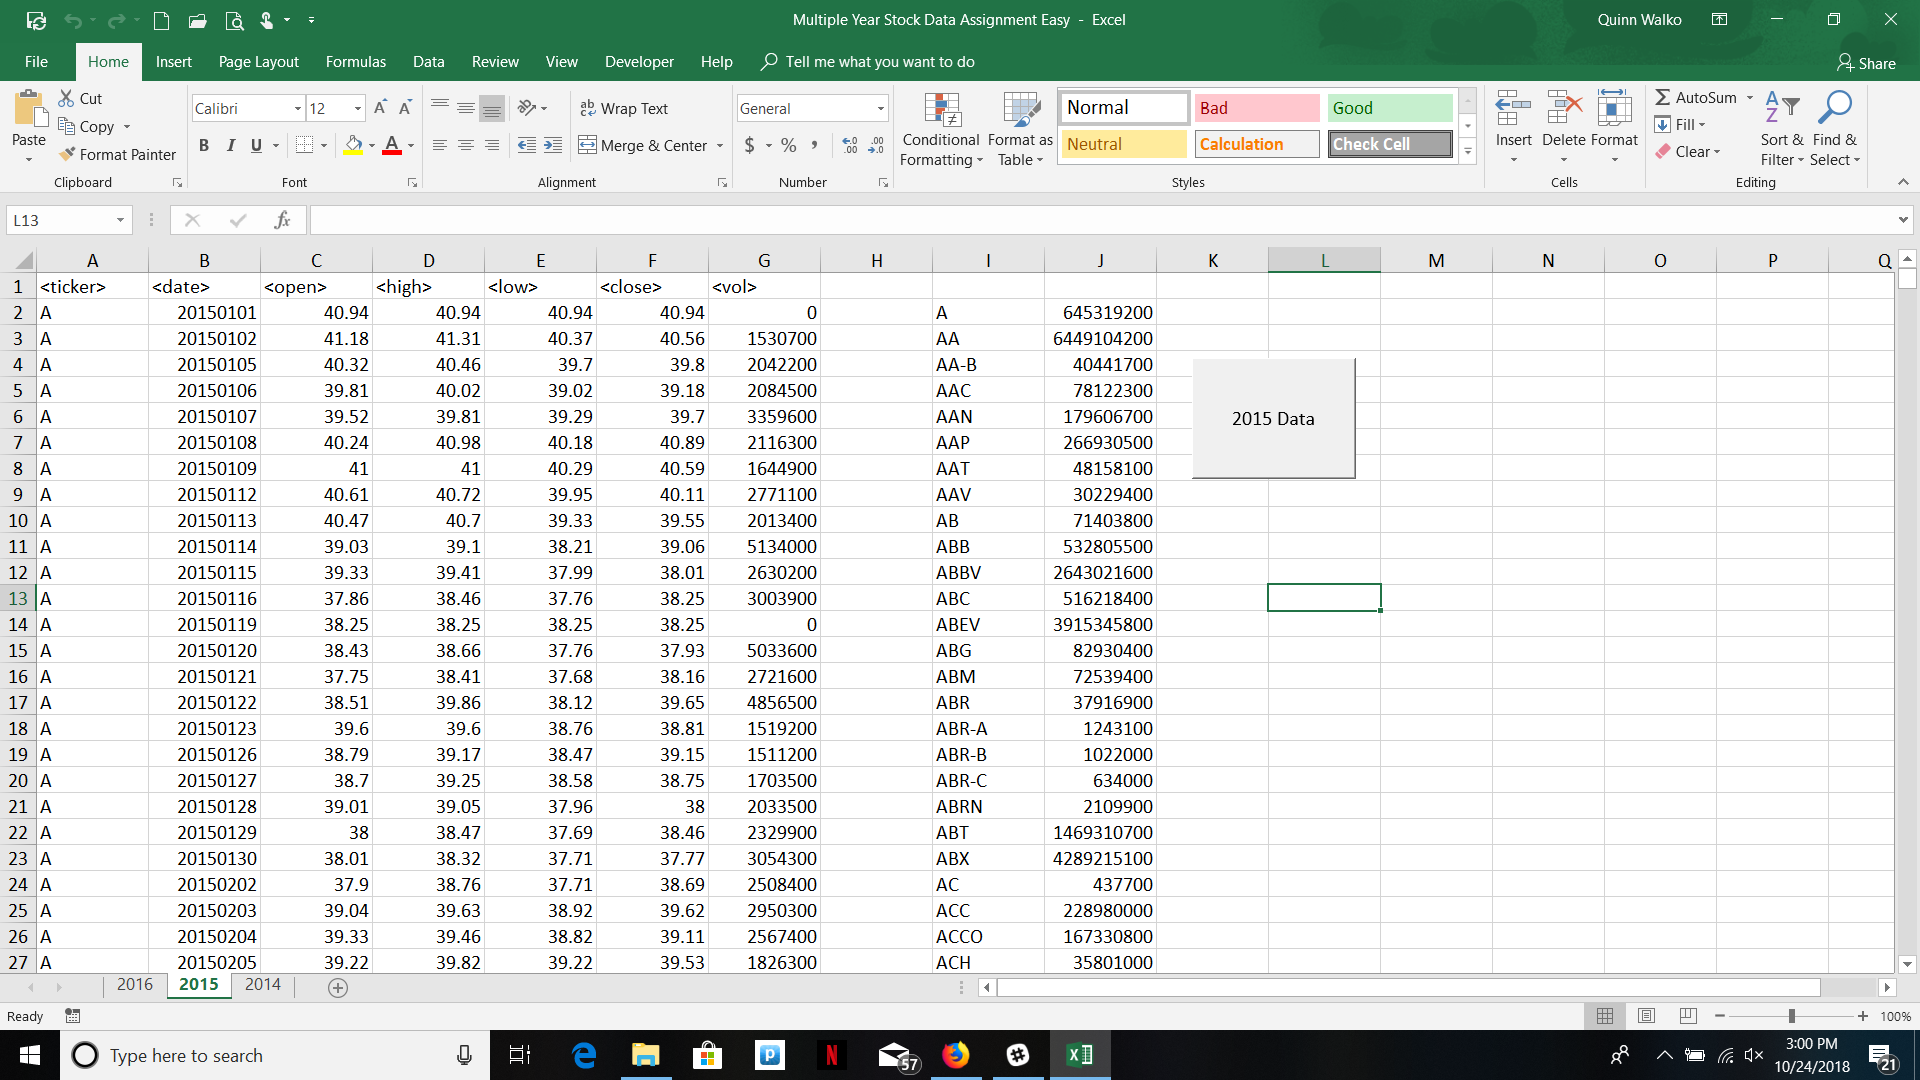 Multiple Year Stock Data Assignment Easy - Excel
Quinn Walko
File Home Insert Page Layout Formulas Data Review View Developer Help Tell me what you want to do Share
Paste Cut Copy Format Painter Clipboard
Calibri 12 A A B I U A Font
ab Wrap Text Merge & Center Alignment
General $ % , .00 .0 Number
Conditional Formatting Format as Table
Normal Bad Good
Neutral Calculation Check Cell
Styles
Insert Delete Format Cells
AutoSum Fill Clear Sort & Filter Find & Select Editing
L13 fx
A B C D E F G H I J K L M N O P Q
1 <ticker> <date> <open> <high> <low> <close> <vol>
2 A 20150101 40.94 40.94 40.94 40.94 0 A 645319200
3 A 20150102 41.18 41.31 40.37 40.56 1530700 AA 6449104200
4 A 20150105 40.32 40.46 39.7 39.8 2042200 AA-B 40441700
5 A 20150106 39.81 40.02 39.02 39.18 2084500 AAC 78122300
6 A 20150107 39.52 39.81 39.29 39.7 3359600 AAN 179606700
2015 Data
7 A 20150108 40.24 40.98 40.18 40.89 2116300 AAP 266930500
8 A 20150109 41 41 40.29 40.59 1644900 AAT 48158100
9 A 20150112 40.61 40.72 39.95 40.11 2771100 AAV 30229400
10 A 20150113 40.47 40.7 39.33 39.55 2013400 AB 71403800
11 A 20150114 39.03 39.1 38.21 39.06 5134000 ABB 532805500
12 A 20150115 39.33 39.41 37.99 38.01 2630200 ABBV 2643021600
13 A 20150116 37.86 38.46 37.76 38.25 3003900 ABC 516218400
14 A 20150119 38.25 38.25 38.25 38.25 0 ABEV 3915345800
15 A 20150120 38.43 38.66 37.76 37.93 5033600 ABG 82930400
16 A 20150121 37.75 38.41 37.68 38.16 2721600 ABM 72539400
17 A 20150122 38.51 39.86 38.12 39.65 4856500 ABR 37916900
18 A 20150123 39.6 39.6 38.76 38.81 1519200 ABR-A 1243100
19 A 20150126 38.79 39.17 38.47 39.15 1511200 ABR-B 1022000
20 A 20150127 38.7 39.25 38.58 38.75 1703500 ABR-C 634000
21 A 20150128 39.01 39.05 37.96 38 2033500 ABRN 2109900
22 A 20150129 38 38.47 37.69 38.46 2329900 ABT 1469310700
23 A 20150130 38.01 38.32 37.71 37.77 3054300 ABX 4289215100
24 A 20150202 37.9 38.76 37.71 38.69 2508400 AC 437700
25 A 20150203 39.04 39.63 38.92 39.62 2950300 ACC 228980000
26 A 20150204 39.33 39.46 38.82 39.11 2567400 ACCO 167330800
27 A 20150205 39.22 39.82 39.22 39.53 1826300 ACH 35801000
2016 2015 2014
Ready 100%
Type here to search 57 3:00 PM
10/24/2018 21